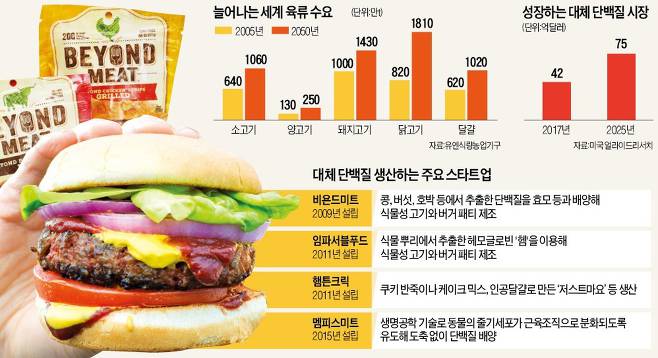 200
BEYOND
MEAT
BEYOND CHICKEN STRIPS
GRILLED
BEYOND
MEAT
늘어나는 세계 육류 수요 (단위:만t)
2005년 2050년
640 1060 130 250 1000 1430 820 1810 620 1020
소고기 양고기 돼지고기 닭고기 달걀
자료:유엔식량농업기구
성장하는 대체 단백질 시장
(단위:억달러)
42 75
2017년 2025년
자료:미국 얼라이드리서치
대체 단백질 생산하는 주요 스타트업
비욘드미트
2009년 설립
콩, 버섯, 호박 등에서 추출한 단백질을 효모 등과 배양해
식물성 고기와 버거 패티 제조
임파서블푸드
2011년 설립
식물 뿌리에서 추출한 헤모글로빈 ‘헴’을 이용해
식물성 고기와 버거 패티 제조
햄튼크릭
2011년 설립
쿠키 반죽이나 케이크 믹스, 인공달걀로 만든 ‘저스트마요’ 등 생산
멤피스미트
2015년 설립
생명공학 기술로 동물의 줄기세포가 근육조직으로 분화되도록
유도해 도축 없이 단백질 배양